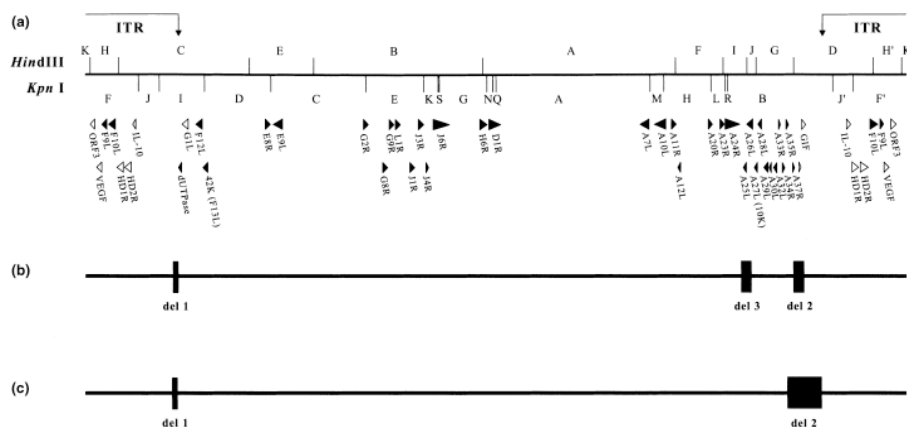 (a)
ITR
ITR
K H C E B A F I J G D H' K
HindIII
Kpn I
F J I D C E K S G N Q A M H L R B J' F'
ORF3 F9L F10L IL-10 G1L F12L E8R E9L G2R G9R L1R J3R J6R H6R D1R A7L A10L A11R A20R A23R A24R A26L A28L A33R A35R GIF IL-10 F10L F9L ORF3
VEGF HD1R HD2R dUTPase 42K (F13L) G8R J1R J4R A12L A25L A27L (10K) A29L A30L A32L A34R A37R HD1R HD2R VEGF
(b)
del 1
del 3
del 2
(c)
del 1
del 2